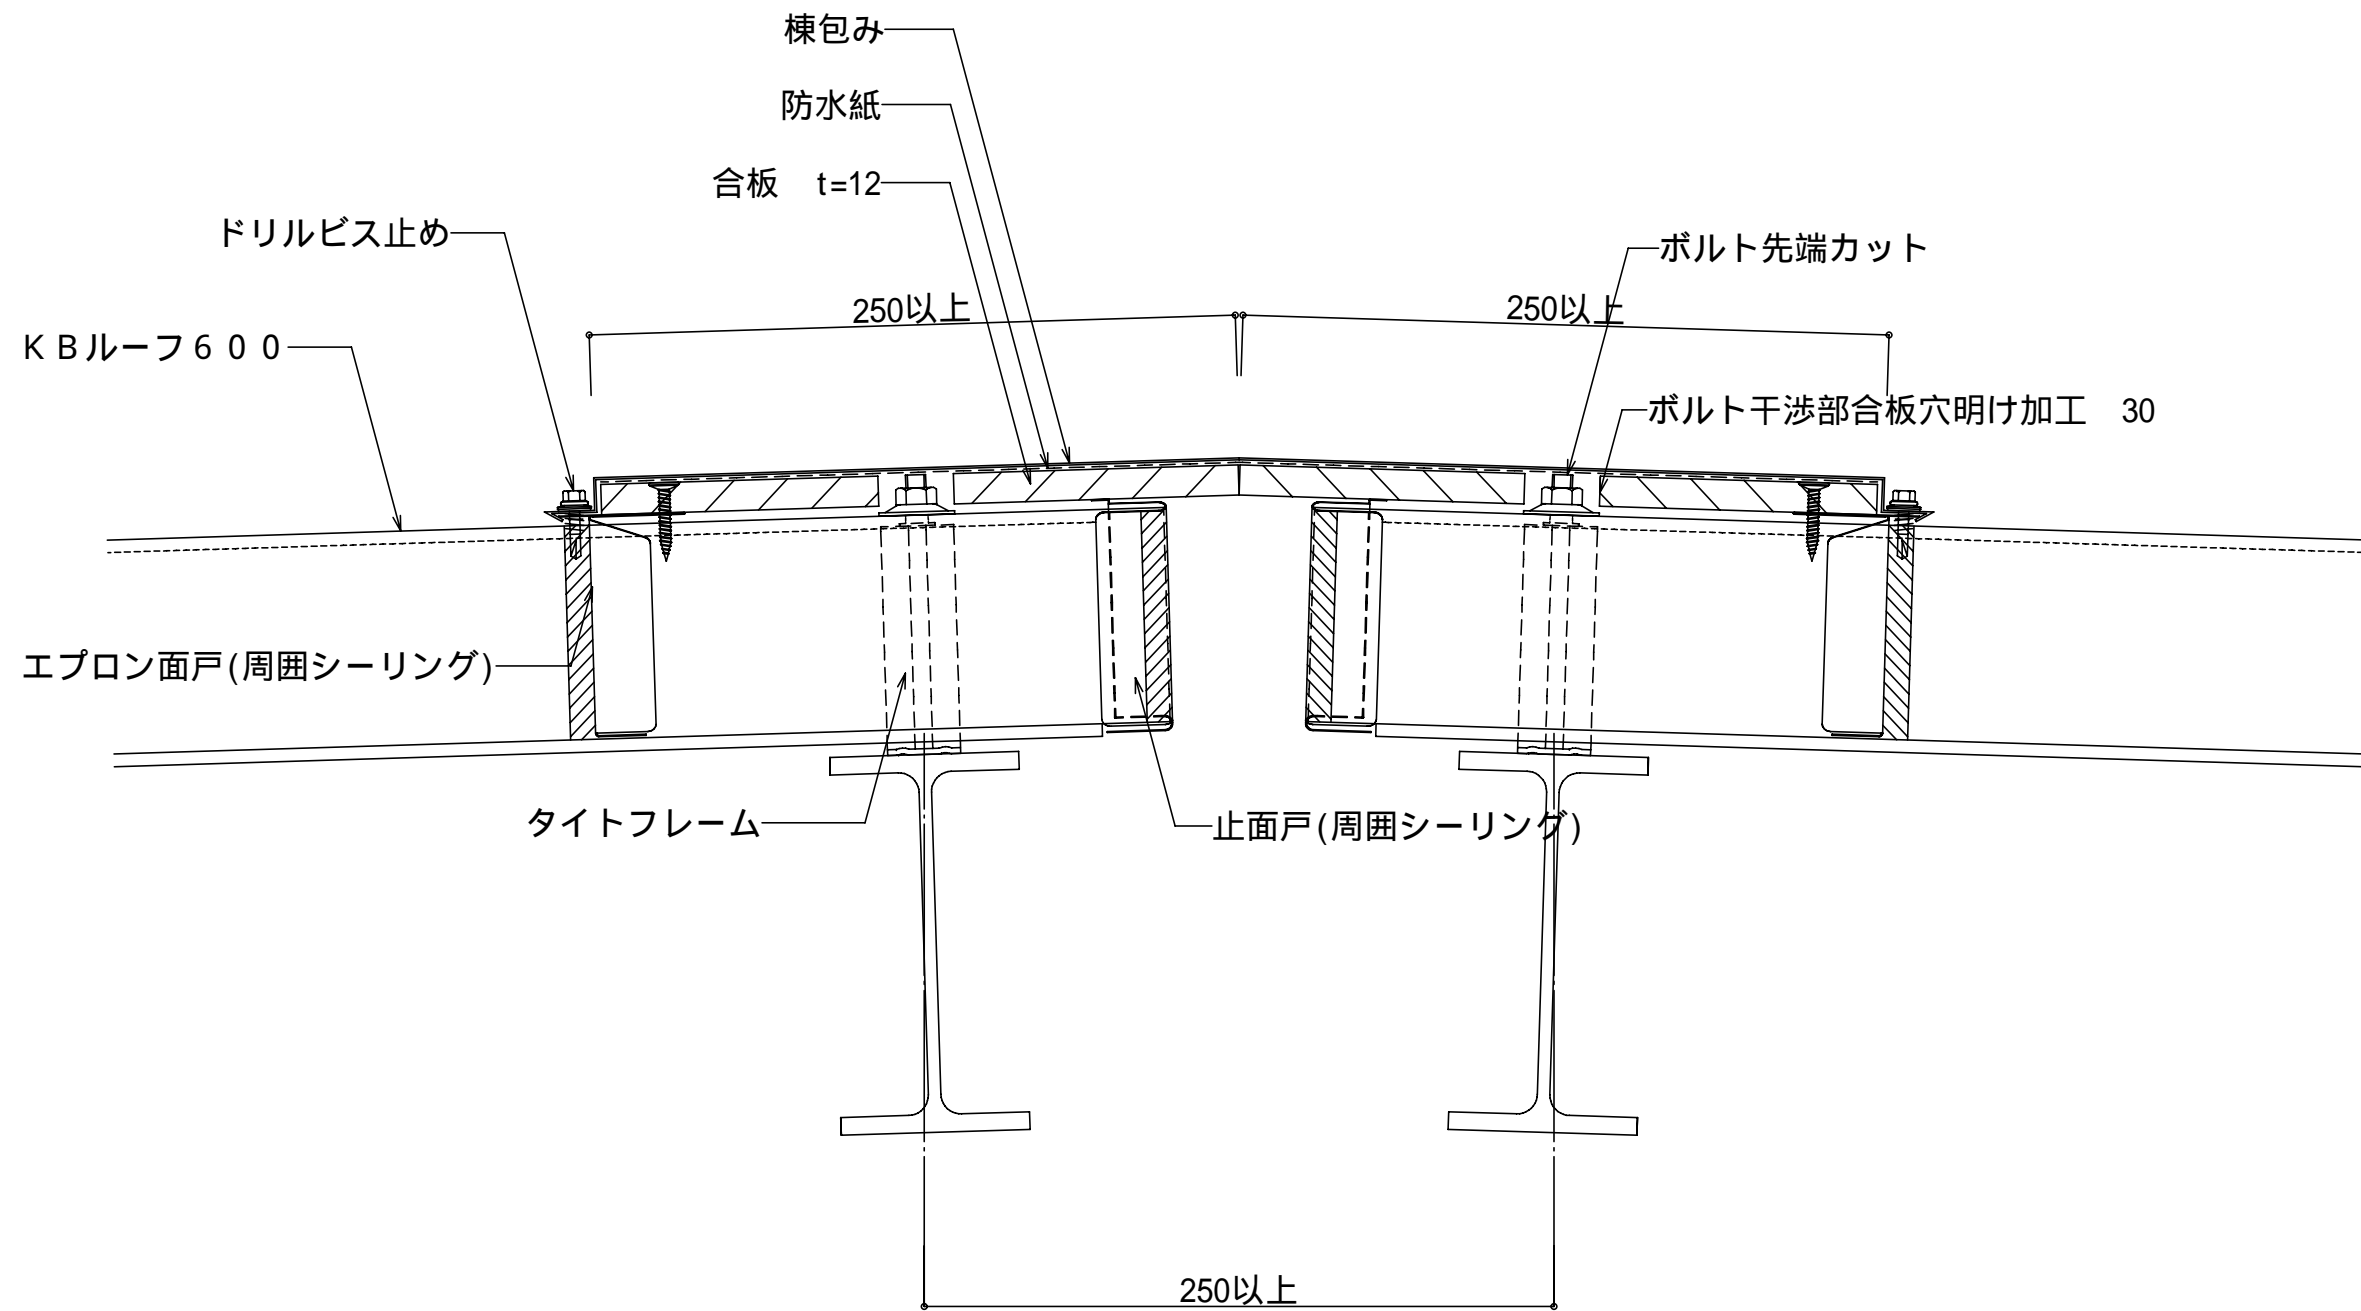 棟包み
防水紙
合板　t=12
ドリルビス止め
ボルト先端カット
250以上
250以上
ＫＢルーフ６００
ボルト干渉部合板穴明け加工　30
エプロン面戸(周囲シーリング)
タイトフレーム
止面戸(周囲シーリング)
250以上